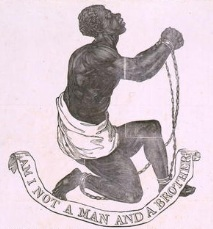 AM I NOT A MAN AND A BROTHER